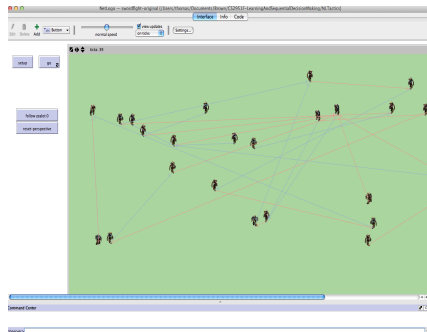 NetLogo — swordfight-original {/Users/thomas/Documents/Brown/CS2951F-LearningAndSequentialDecisionMaking/NLTactics}
Interface Info Code
Edit Delete Add
Button
normal speed
view updates
on ticks
Settings...
setup
go
ticks: 39
follow soldier 0
reset perspective
Command Center